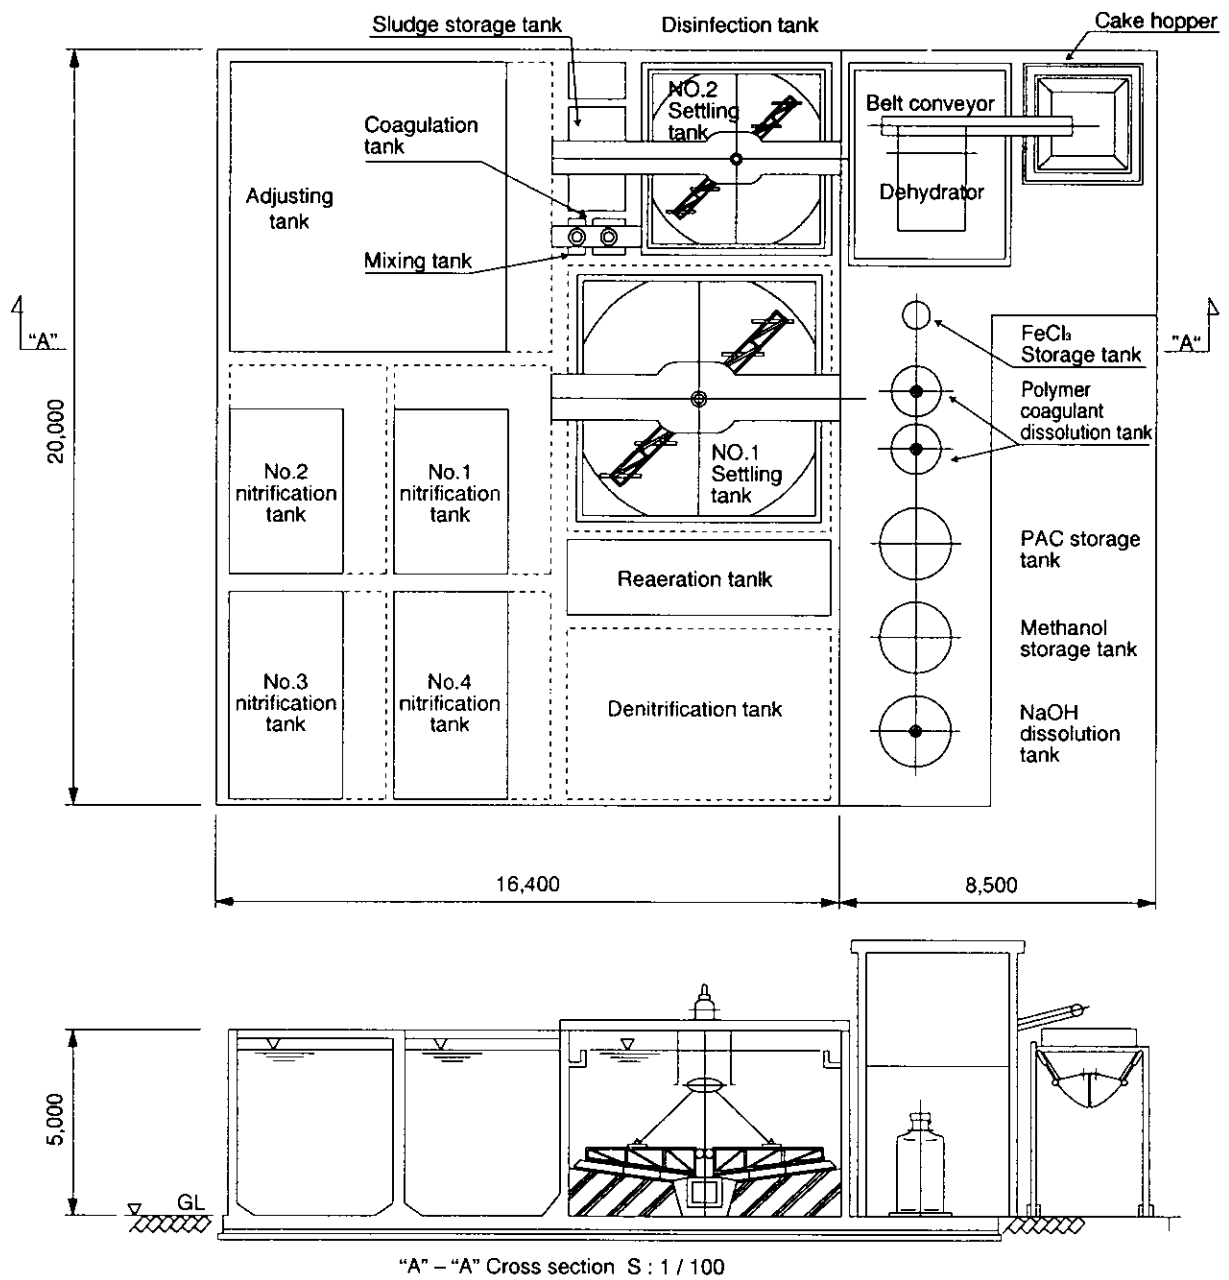 Sludge storage tank
Disinfection tank
Cake hopper
NO.2
Settling
tank
Belt conveyor
Coagulation
tank
Adjusting
tank
Dehydrator
Mixing tank
"A"
"A"
FeCl₃
Storage tank
Polymer
coagulant
dissolution tank
20,000
NO.1
Settling
tank
No.2
nitrification
tank
No.1
nitrification
tank
PAC storage
tank
Reaeration tank
Methanol
storage tank
No.3
nitrification
tank
No.4
nitrification
tank
Denitrification tank
NaOH
dissolution
tank
16,400
8,500
5,000
GL
"A" – "A" Cross section S : 1 / 100